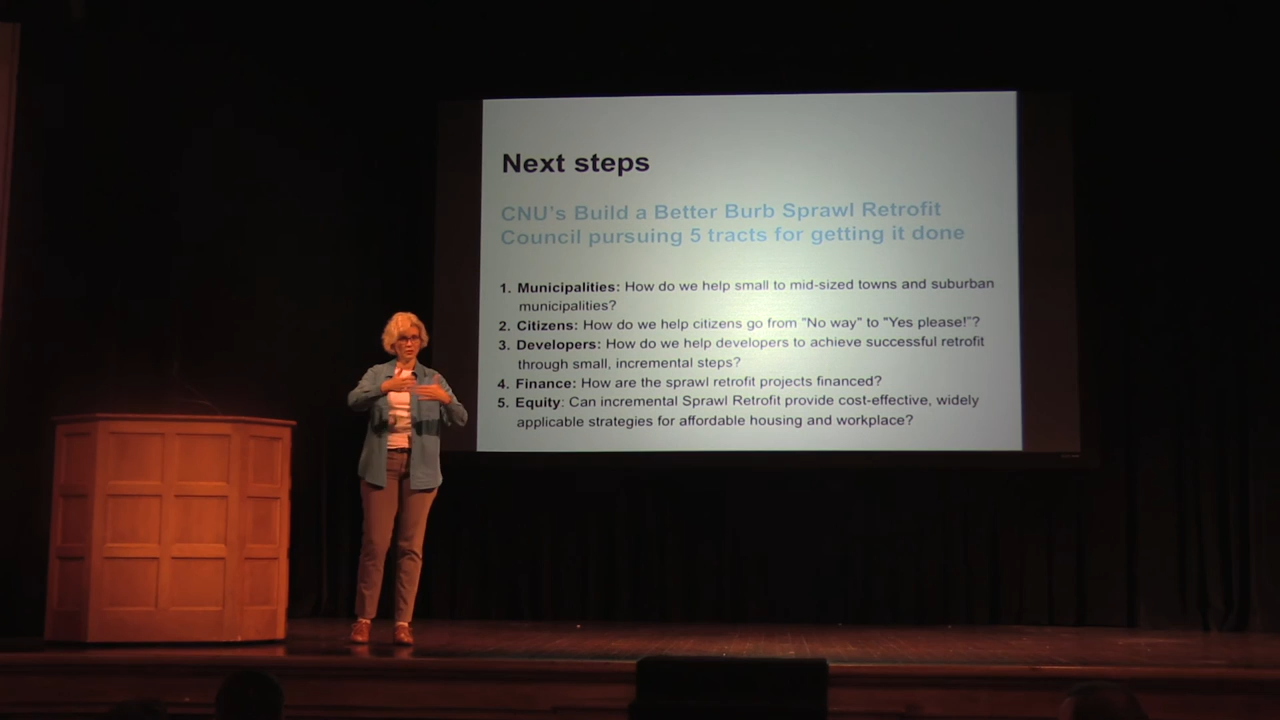 Next steps
CNU's Build a Better Burb Sprawl Retrofit
Council pursuing 5 tracts for getting it done
1. Municipalities: How do we help small to mid-sized towns and suburban
municipalities?
2. Citizens: How do we help citizens go from "No way" to "Yes please!"?
3. Developers: How do we help developers to achieve successful retrofit
through small, incremental steps?
4. Finance: How are the sprawl retrofit projects financed?
5. Equity: Can incremental Sprawl Retrofit provide cost-effective, widely
applicable strategies for affordable housing and workplace?